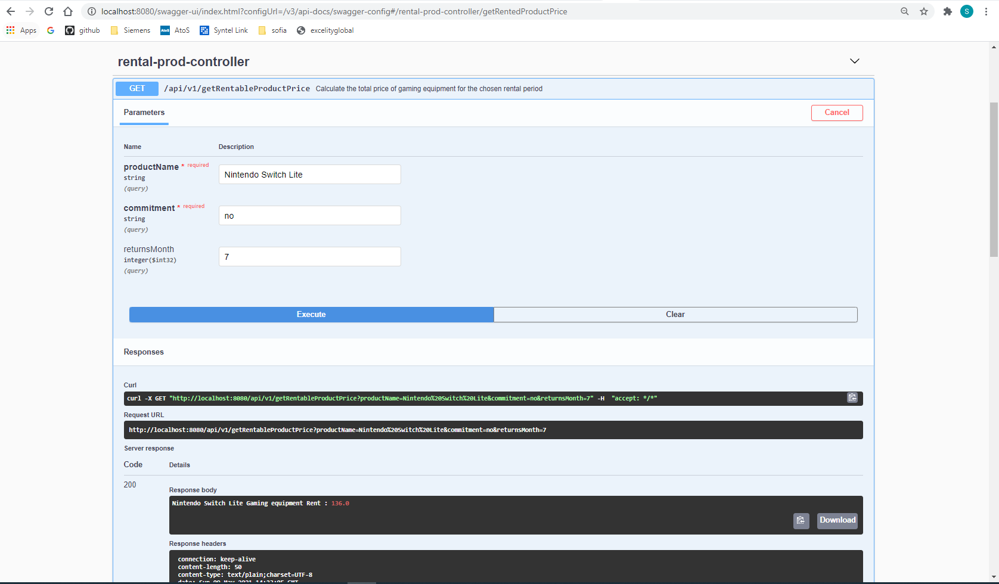 localhost:8080/swagger-ui/index.html?configUrl=/v3/api-docs/swagger-config#/rental-prod-controller/getRentedProductPrice
S
Apps
G
github
Siemens
AtoS
AtoS
Syntel Link
sofia
excelityglobal
rental-prod-controller
GET /api/v1/getRentableProductPrice Calculate the total price of gaming equipment for the chosen rental period
Parameters
Cancel
Name Description
productName * required
string
(query)
Nintendo Switch Lite
commitment * required
string
(query)
no
returnsMonth
integer($int32)
(query)
7
Execute
Clear
Responses
Curl
curl -X GET "http://localhost:8080/api/v1/getRentableProductPrice?productName=Nintendo%20Switch%20Lite&commitment=no&returnsMonth=7" -H "accept: */*"
Request URL
http://localhost:8080/api/v1/getRentableProductPrice?productName=Nintendo%20Switch%20Lite&commitment=no&returnsMonth=7
Server response
Code Details
200
Response body
Nintendo Switch Lite Gaming equipment Rent : 136.0
Download
Response headers
connection: keep-alive
content-length: 50
content-type: text/plain;charset=UTF-8